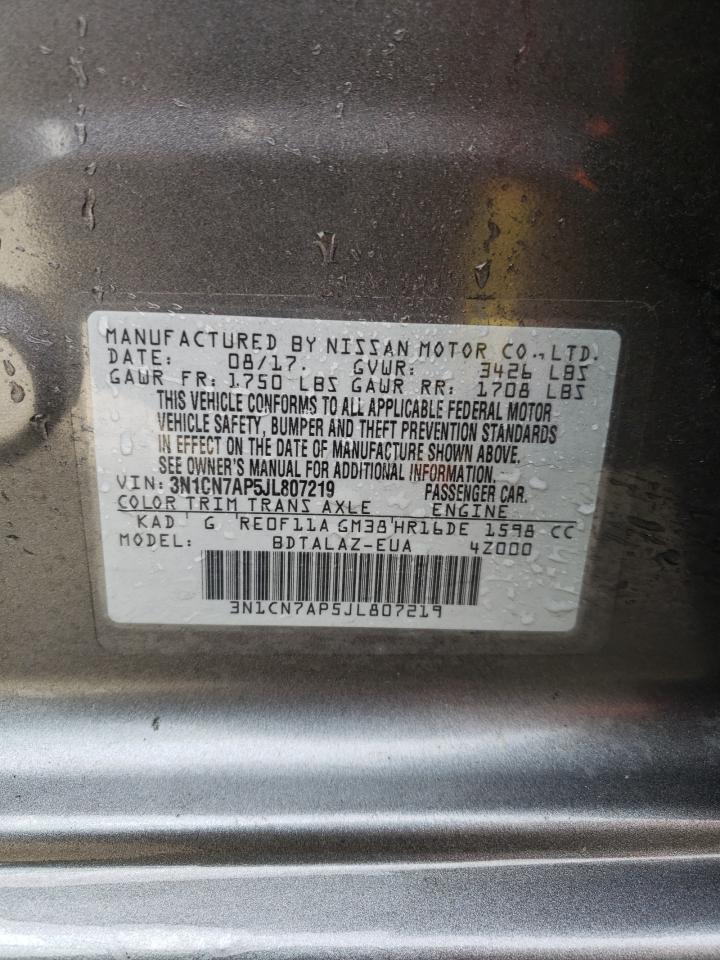 MANUFACTURED BY NISSAN MOTOR CO., LTD.
DATE: 08/17. GVWR: 3426 LBS
GAWR FR: 1750 LBS GAWR RR: 1708 LBS
THIS VEHICLE CONFORMS TO ALL APPLICABLE FEDERAL MOTOR
VEHICLE SAFETY, BUMPER AND THEFT PREVENTION STANDARDS
IN EFFECT ON THE DATE OF MANUFACTURE SHOWN ABOVE.
SEE OWNER'S MANUAL FOR ADDITIONAL INFORMATION.
VIN: 3N1CN7AP5JL807219 PASSENGER CAR.
COLOR TRIM TRANS AXLE ENGINE
KAD G RE0F11A GM38 HR16DE 1598 CC
MODEL: BDTALAZ-EUA 4Z000
3N1CN7AP5JL807219